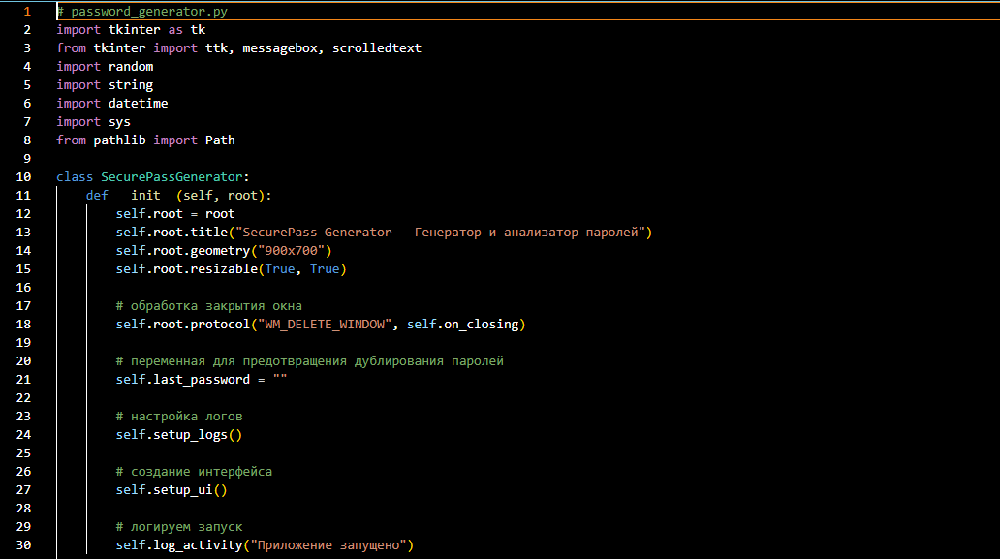 1 # password_generator.py
2 import tkinter as tk
3 from tkinter import ttk, messagebox, scrolledtext
4 import random
5 import string
6 import datetime
7 import sys
8 from pathlib import Path
9
10 class SecurePassGenerator:
11     def __init__(self, root):
12         self.root = root
13         self.root.title("SecurePass Generator - Генератор и анализатор паролей")
14         self.root.geometry("900x700")
15         self.root.resizable(True, True)
16
17         # обработка закрытия окна
18         self.root.protocol("WM_DELETE_WINDOW", self.on_closing)
19
20         # переменная для предотвращения дублирования паролей
21         self.last_password = ""
22
23         # настройка логов
24         self.setup_logs()
25
26         # создание интерфейса
27         self.setup_ui()
28
29         # логируем запуск
30         self.log_activity("Приложение запущено")